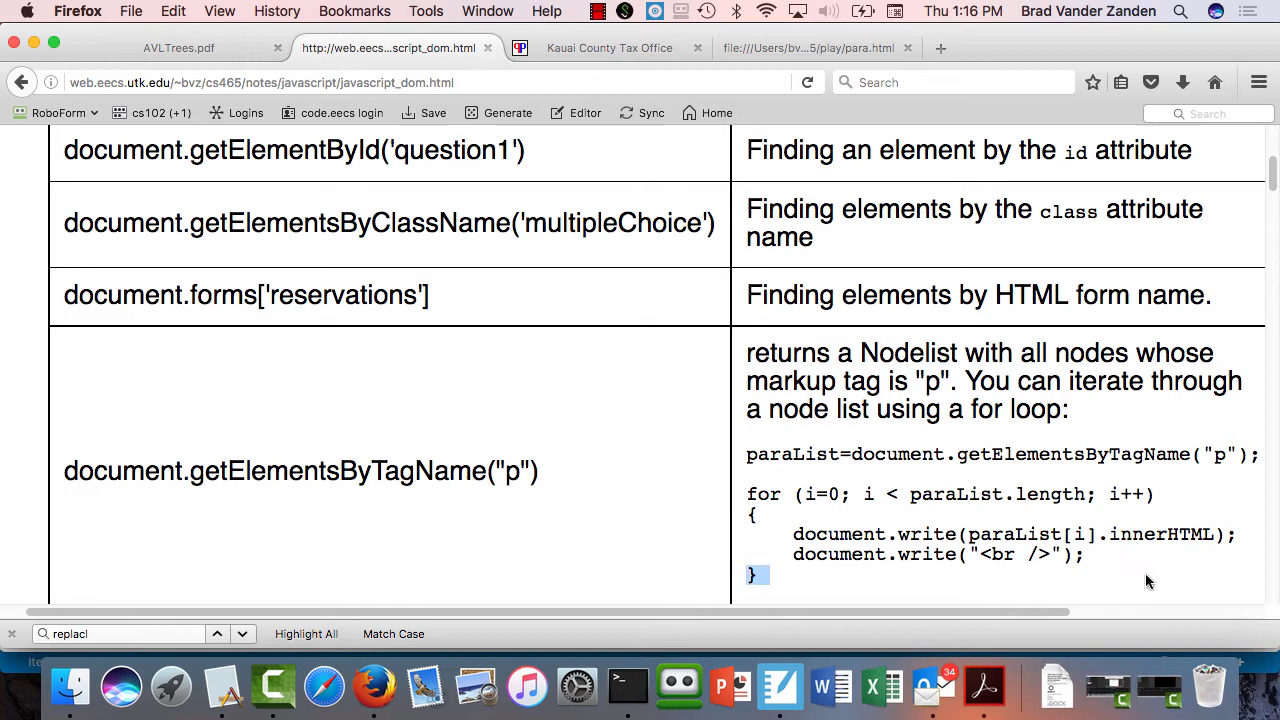 Firefox File Edit View History Bookmarks Tools Window Help Thu 1:16 PM Brad Vander Zanden
AVLTrees.pdf http://web.eecs...script_dom.html Kauai County Tax Office file:///Users/bv...5/play/para.html
web.eecs.utk.edu/~bvz/cs465/notes/javascript/javascript_dom.html Search
RoboForm cs102 (+1) Logins code.eecs login Save Generate Editor Sync Home Search
document.getElementById('question1') Finding an element by the id attribute
document.getElementsByClassName('multipleChoice') Finding elements by the class attribute
name
document.forms['reservations'] Finding elements by HTML form name.
returns a Nodelist with all nodes whose
markup tag is "p". You can iterate through
a node list using a for loop:
paraList=document.getElementsByTagName("p");
document.getElementsByTagName("p")
for (i=0; i < paraList.length; i++)
{
document.write(paraList[i].innerHTML);
document.write("<br />");
}
replacl Highlight All Match Case
34
W
DOCX